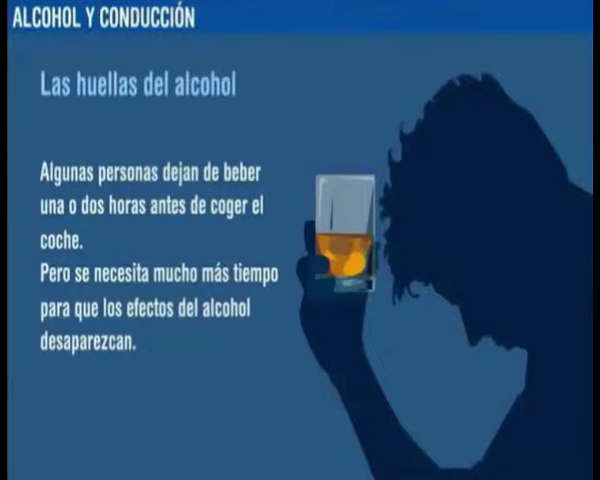 ALCOHOL Y CONDUCCIÓN
Las huellas del alcohol
Algunas personas dejan de beber
una o dos horas antes de coger el
coche.
Pero se necesita mucho más tiempo
para que los efectos del alcohol
desaparezcan.